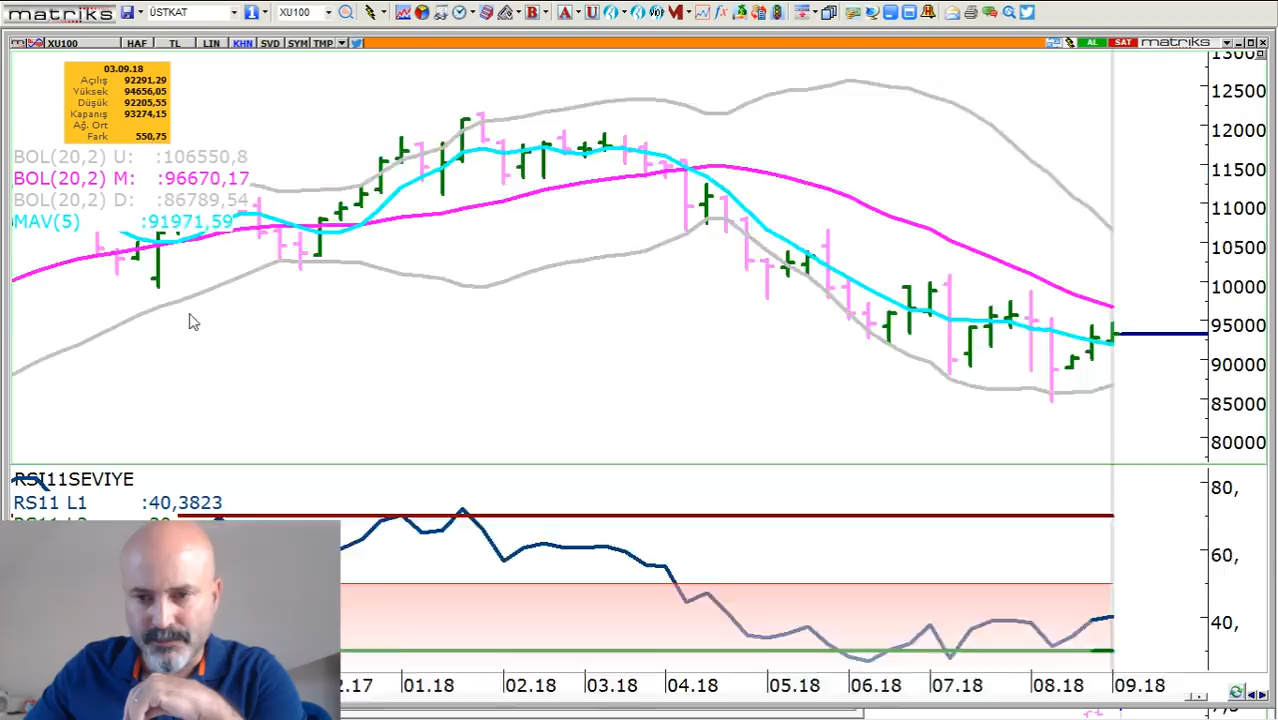 matriks ÜSTKAT 1 XU100 B A U M fx
XU100 HAF TL LIN KHN SVD SYM TMP AL SAT matriks
03.09.18
Açılış 92291,29
Yüksek 94656,05
Düşük 92205,55
Kapanış 93274,15
Ağ. Ort
Fark 550,75
BOL(20,2) U: :106550,8
BOL(20,2) M: :96670,17
BOL(20,2) D: :86789,54
MAV(5) :91971,59
12500
12000
11500
11000
10500
10000
95000
90000
85000
80000
RSI11SEVIYE
RS11 L1 :40,3823
80,
60,
40,
01.18 02.18 03.18 04.18 05.18 06.18 07.18 08.18 09.18